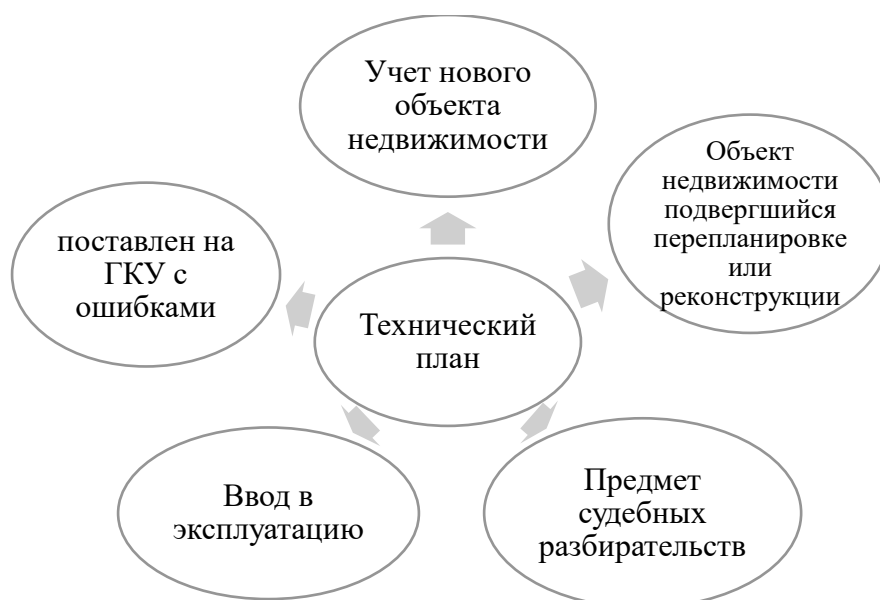 Учет нового
объекта
недвижимости
Объект
недвижимости
подвергшийся
перепланировке
или
реконструкции
поставлен на
ГКУ с
ошибками
Технический
план
Ввод в
эксплуатацию
Предмет
судебных
разбирательств